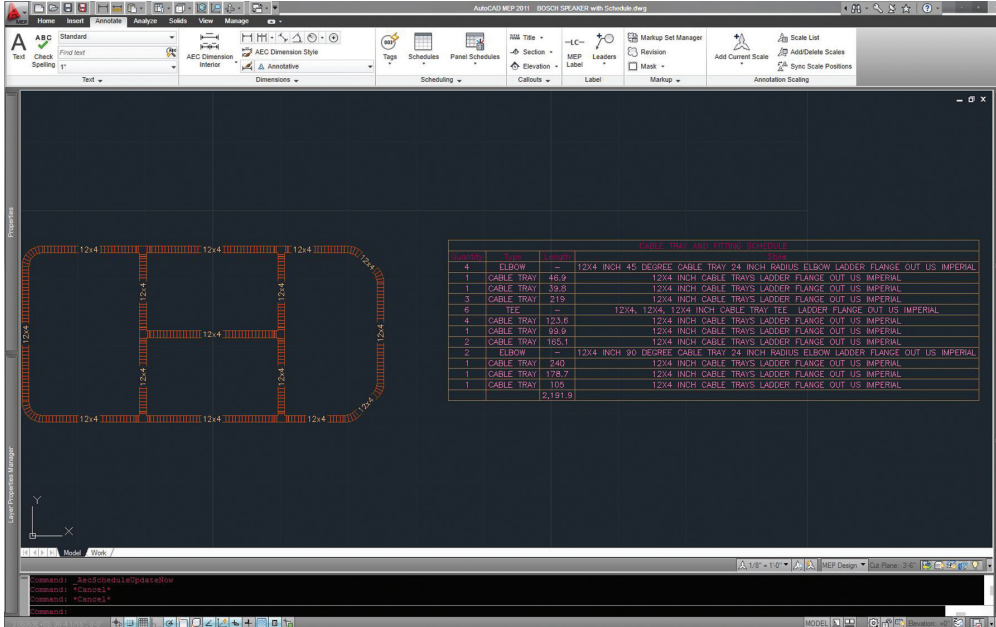 AutoCAD MEP 2011 BOSCH SPEAKER with Schedule.dwg
MEP
Home Insert Annotate Analyze Solids View Manage
Text
ABC
Check Spelling
Standard
Find text
1"
Text
AEC Dimension
Interior
AEC Dimension Style
Annotative
Dimensions
Tags
Schedules
Panel Schedules
Scheduling
Title
Section
Elevation
Callouts
MEP Label
Leaders
Label
Markup Set Manager
Revision
Mask
Markup
Add Current Scale
Scale List
Add/Delete Scales
Sync Scale Positions
Annotation Scaling
Properties
Layer Properties Manager
12x4 12x4 12x4
12x4
12x4 12x4
12x4 12x4
12x4
12x4 12x4
12x4
12x4 12x4 12x4
CABLE TRAY AND FITTING SCHEDULE
Quantity Type Length Style
4 ELBOW – 12X4 INCH 45 DEGREE CABLE TRAY 24 INCH RADIUS ELBOW LADDER FLANGE OUT US IMPERIAL
1 CABLE TRAY 46.9 12X4 INCH CABLE TRAYS LADDER FLANGE OUT US IMPERIAL
1 CABLE TRAY 39.8 12X4 INCH CABLE TRAYS LADDER FLANGE OUT US IMPERIAL
3 CABLE TRAY 219 12X4 INCH CABLE TRAYS LADDER FLANGE OUT US IMPERIAL
6 TEE – 12X4, 12X4, 12X4 INCH CABLE TRAY TEE LADDER FLANGE OUT US IMPERIAL
4 CABLE TRAY 123.6 12X4 INCH CABLE TRAYS LADDER FLANGE OUT US IMPERIAL
1 CABLE TRAY 99.9 12X4 INCH CABLE TRAYS LADDER FLANGE OUT US IMPERIAL
2 CABLE TRAY 165.1 12X4 INCH CABLE TRAYS LADDER FLANGE OUT US IMPERIAL
2 ELBOW – 12X4 INCH 90 DEGREE CABLE TRAY 24 INCH RADIUS ELBOW LADDER FLANGE OUT US IMPERIAL
1 CABLE TRAY 240 12X4 INCH CABLE TRAYS LADDER FLANGE OUT US IMPERIAL
1 CABLE TRAY 178.7 12X4 INCH CABLE TRAYS LADDER FLANGE OUT US IMPERIAL
1 CABLE TRAY 105 12X4 INCH CABLE TRAYS LADDER FLANGE OUT US IMPERIAL
2,191.9
Y
X
Model Work
1/8" = 1'-0" MEP Design Cut Plane: 3'-6"
Command: _AecScheduleUpdateNow
Command: *Cancel*
Command: *Cancel*
Command:
MODEL Elevation: +0"